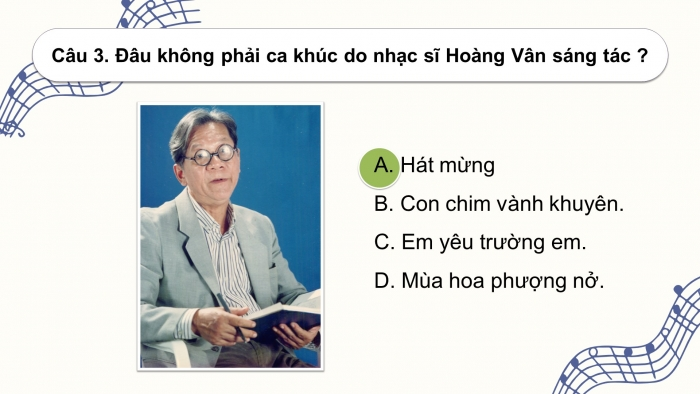 Câu 3. Đâu không phải ca khúc do nhạc sĩ Hoàng Vân sáng tác ?
A. Hát mừng
B. Con chim vành khuyên.
C. Em yêu trường em.
D. Mùa hoa phượng nở.